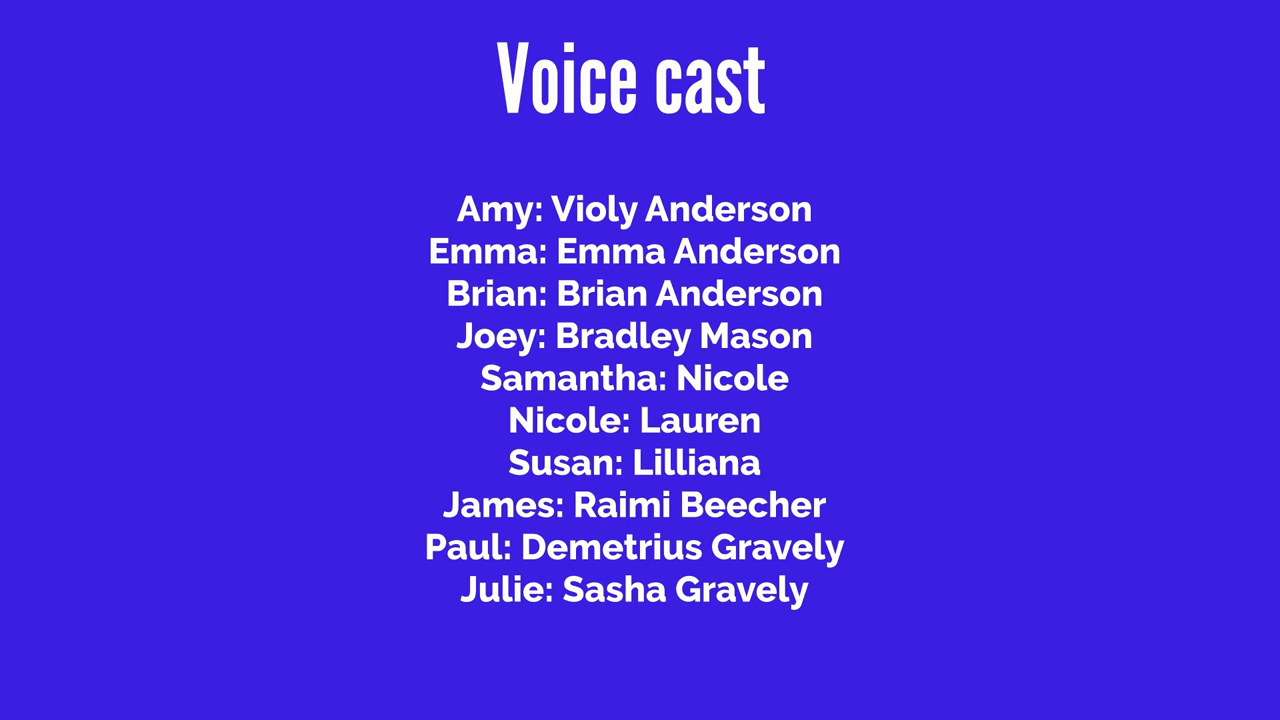 Voice cast
Amy: Violy Anderson
Emma: Emma Anderson
Brian: Brian Anderson
Joey: Bradley Mason
Samantha: Nicole
Nicole: Lauren
Susan: Lilliana
James: Raimi Beecher
Paul: Demetrius Gravely
Julie: Sasha Gravely